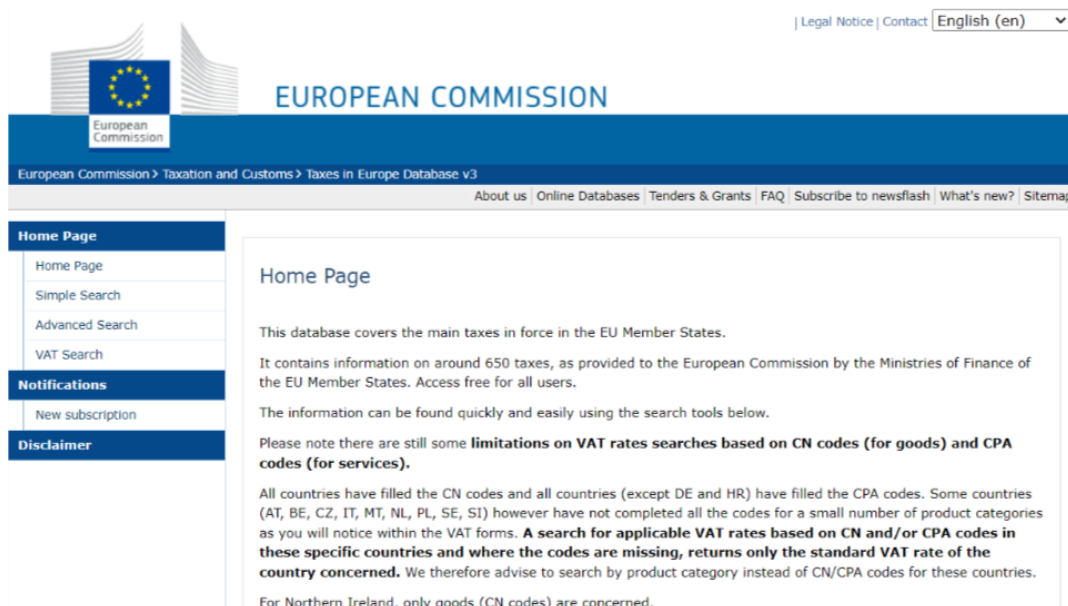 | Legal Notice | Contact English (en)
European
Commission
EUROPEAN COMMISSION
European Commission > Taxation and Customs > Taxes in Europe Database v3
About us | Online Databases | Tenders & Grants | FAQ | Subscribe to newsflash | What's new? | Sitemap
Home Page
Home Page
Simple Search
Advanced Search
VAT Search
Notifications
New subscription
Disclaimer
Home Page
This database covers the main taxes in force in the EU Member States.
It contains information on around 650 taxes, as provided to the European Commission by the Ministries of Finance of
the EU Member States. Access free for all users.
The information can be found quickly and easily using the search tools below.
Please note there are still some limitations on VAT rates searches based on CN codes (for goods) and CPA
codes (for services).
All countries have filled the CN codes and all countries (except DE and HR) have filled the CPA codes. Some countries
(AT, BE, CZ, IT, MT, NL, PL, SE, SI) however have not completed all the codes for a small number of product categories
as you will notice within the VAT forms. A search for applicable VAT rates based on CN and/or CPA codes in
these specific countries and where the codes are missing, returns only the standard VAT rate of the
country concerned. We therefore advise to search by product category instead of CN/CPA codes for these countries.
For Northern Ireland, only goods (CN codes) are concerned.